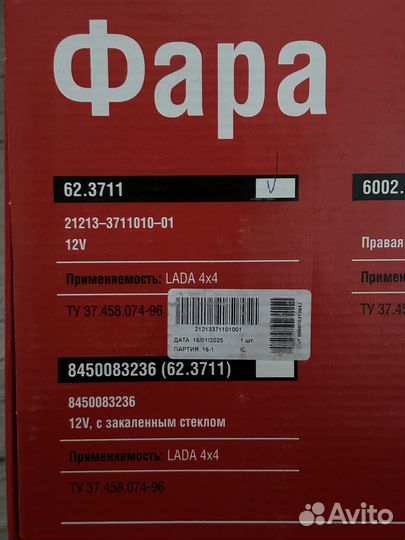 Фара
62.3711 V
21213-3711010-01
12V
Применяемость: LADA 4x4
ТУ 37.458.074-96
21213371101001
ДАТА 16/01/2025 1 шт
ПАРТИЯ 16-1
8450083236 (62.3711)
8450083236
12V, с закаленным стеклом
Применяемость: LADA 4x4
ТУ 37 458.074-96
6002.
Правая
Примен
ТУ 37.45
Avito